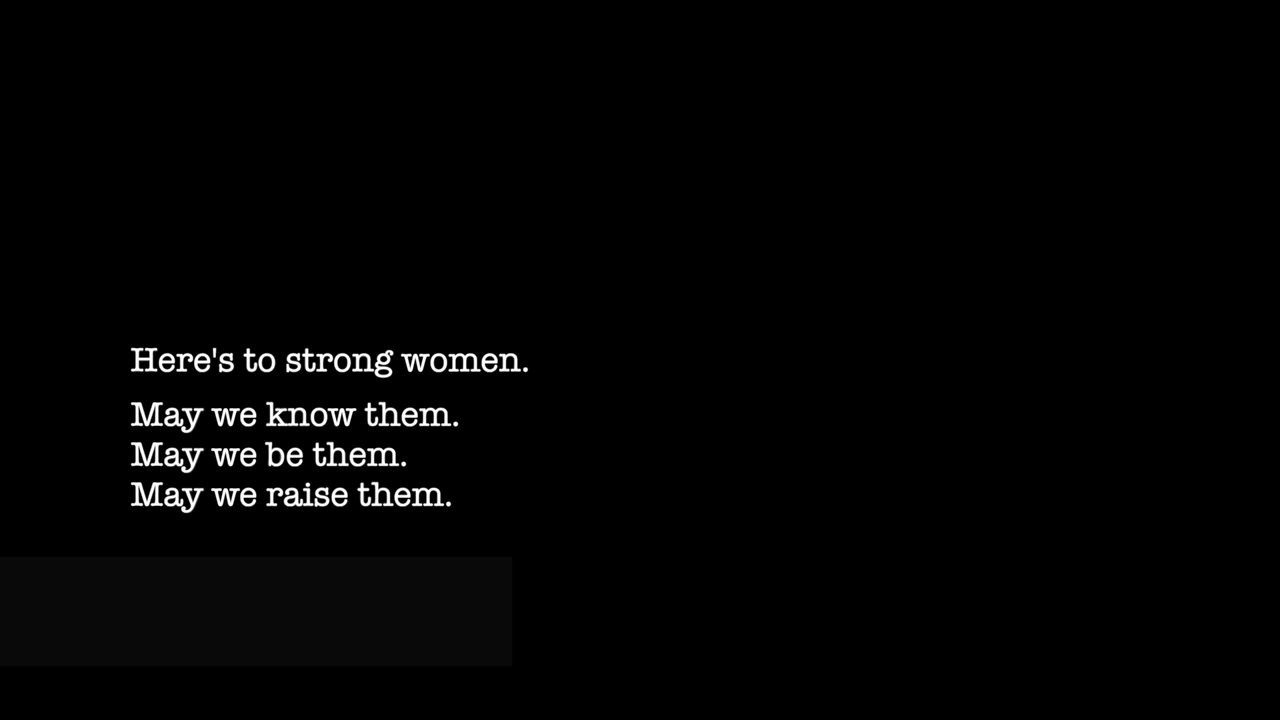 Here's to strong women.
May we know them.
May we be them.
May we raise them.